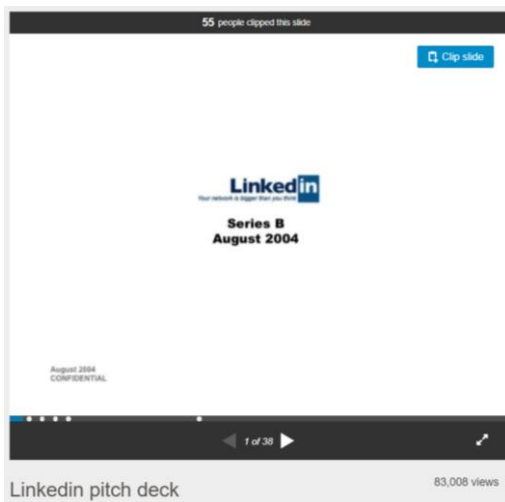 55 people clipped this slide
Clip slide
Linkedin
Your network is bigger than you think
Series B
August 2004
August 2004
CONFIDENTIAL
1 of 38
Linkedin pitch deck
83,008 views